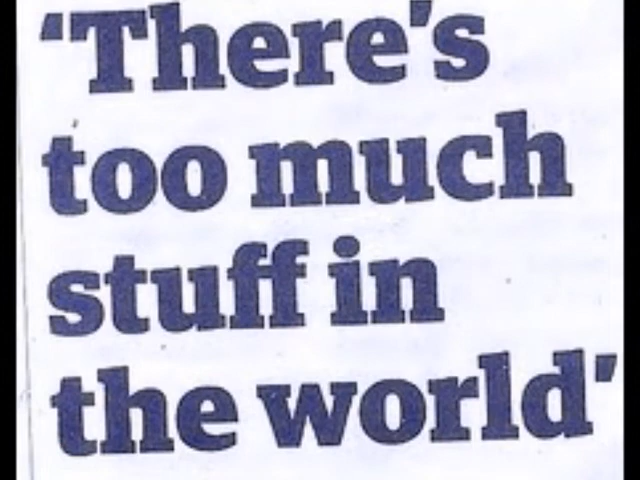 ‘There's
too much
stuff in
the world’